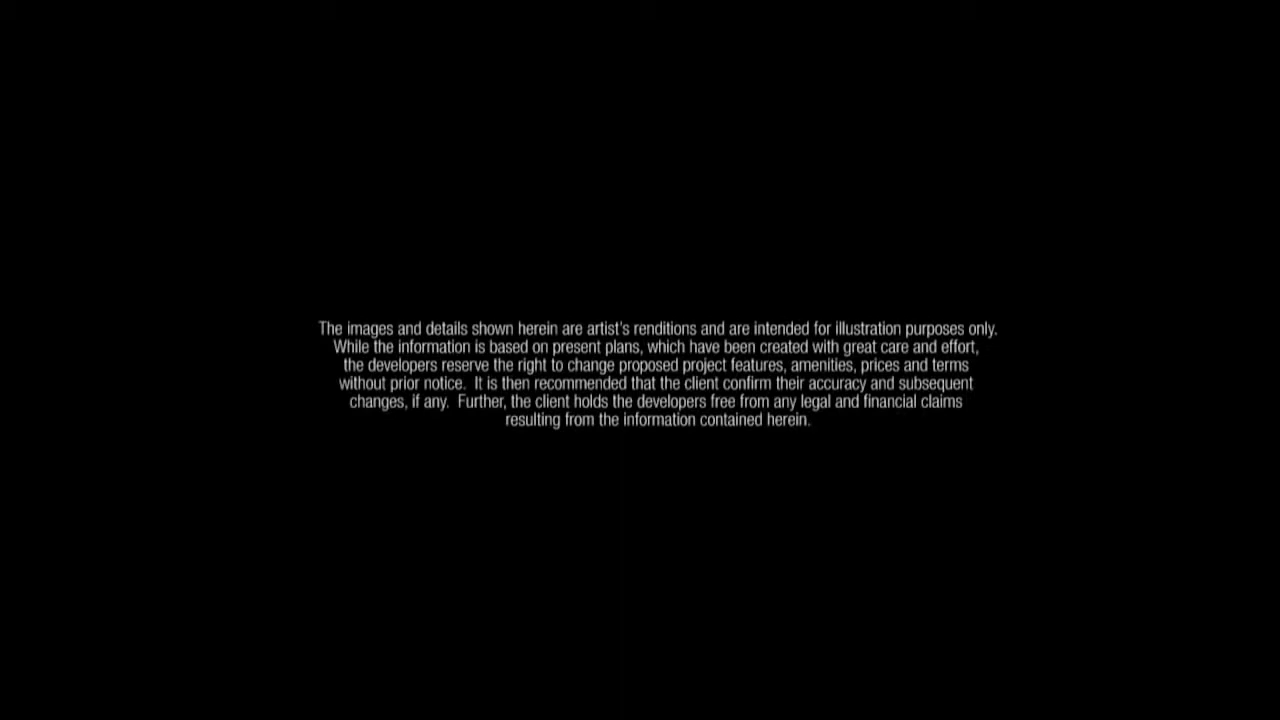 The images and details shown herein are artist's renditions and are intended for illustration purposes only.
While the information is based on present plans, which have been created with great care and effort,
the developers reserve the right to change proposed project features, amenities, prices and terms
without prior notice.  It is then recommended that the client confirm their accuracy and subsequent
changes, if any.  Further, the client holds the developers free from any legal and financial claims
resulting from the information contained herein.